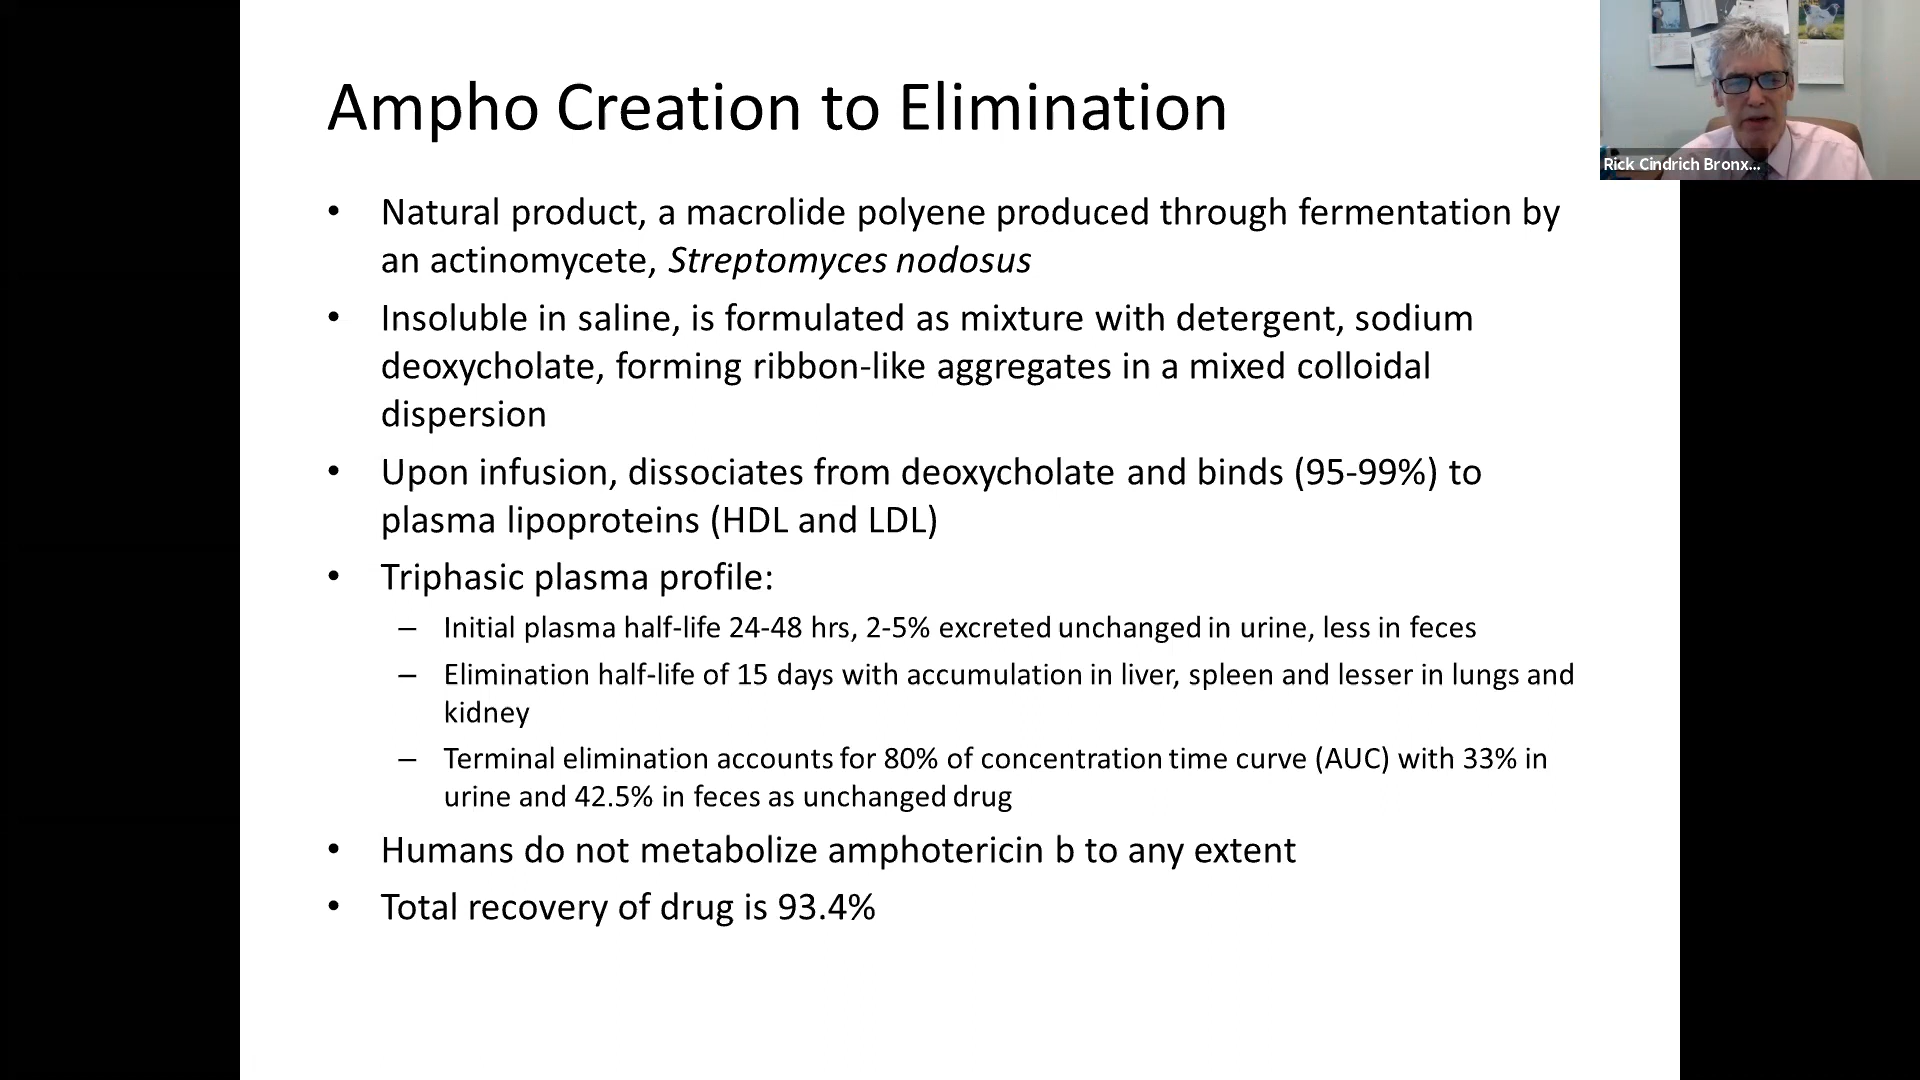 Ampho Creation to Elimination
Rick Cindrich Bronx...
• Natural product, a macrolide polyene produced through fermentation by
an actinomycete, Streptomyces nodosus
• Insoluble in saline, is formulated as mixture with detergent, sodium
deoxycholate, forming ribbon-like aggregates in a mixed colloidal
dispersion
• Upon infusion, dissociates from deoxycholate and binds (95-99%) to
plasma lipoproteins (HDL and LDL)
• Triphasic plasma profile:
– Initial plasma half-life 24-48 hrs, 2-5% excreted unchanged in urine, less in feces
– Elimination half-life of 15 days with accumulation in liver, spleen and lesser in lungs and
kidney
– Terminal elimination accounts for 80% of concentration time curve (AUC) with 33% in
urine and 42.5% in feces as unchanged drug
• Humans do not metabolize amphotericin b to any extent
• Total recovery of drug is 93.4%